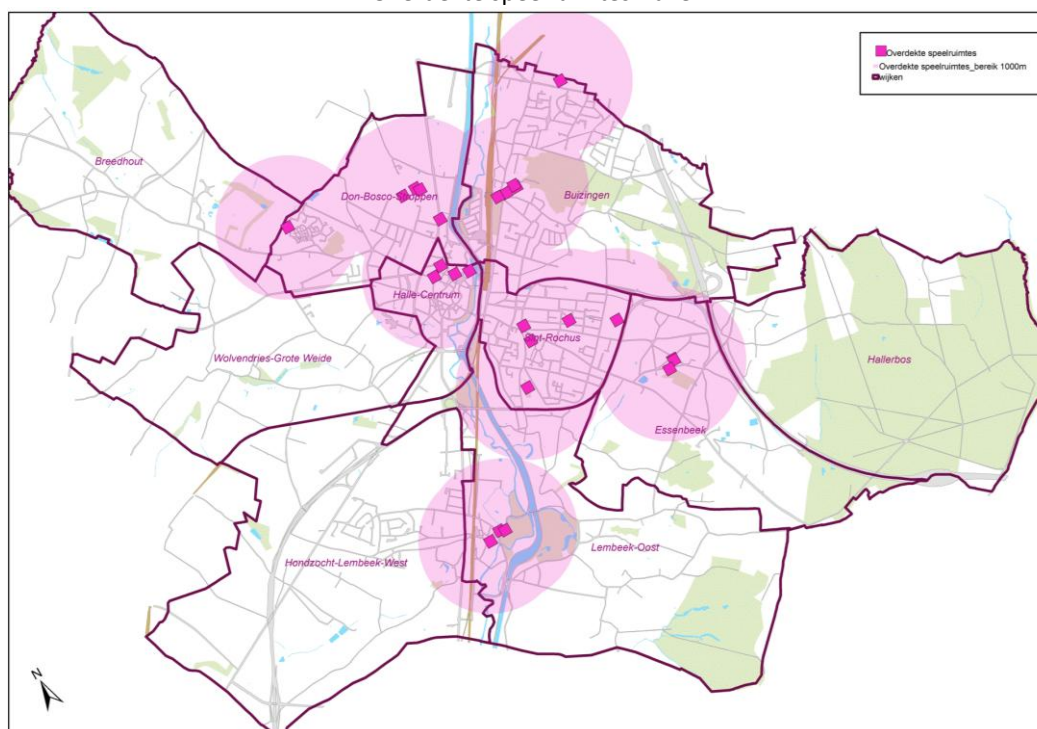 Overdekte speelruimtes
Overdekte speelruimtes_bereik 1000m
wijken
Breedhout
Don-Bosco-Stroppen
Buizingen
Halle-Centrum
Sint-Rochus
Wolvendries-Grote Weide
Hallerbos
Essenbeek
Hondzocht-Lembeek-West
Lembeek-Oost
N